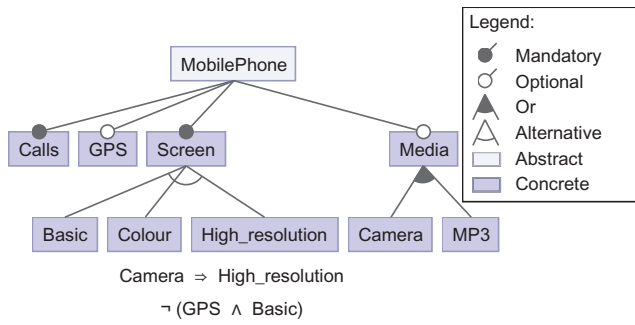 MobilePhone
Calls
GPS
Screen
Media
Basic
Colour
High_resolution
Camera
MP3
Camera ⇒ High_resolution
¬ (GPS ∧ Basic)
Legend:
Mandatory
Optional
Or
Alternative
Abstract
Concrete